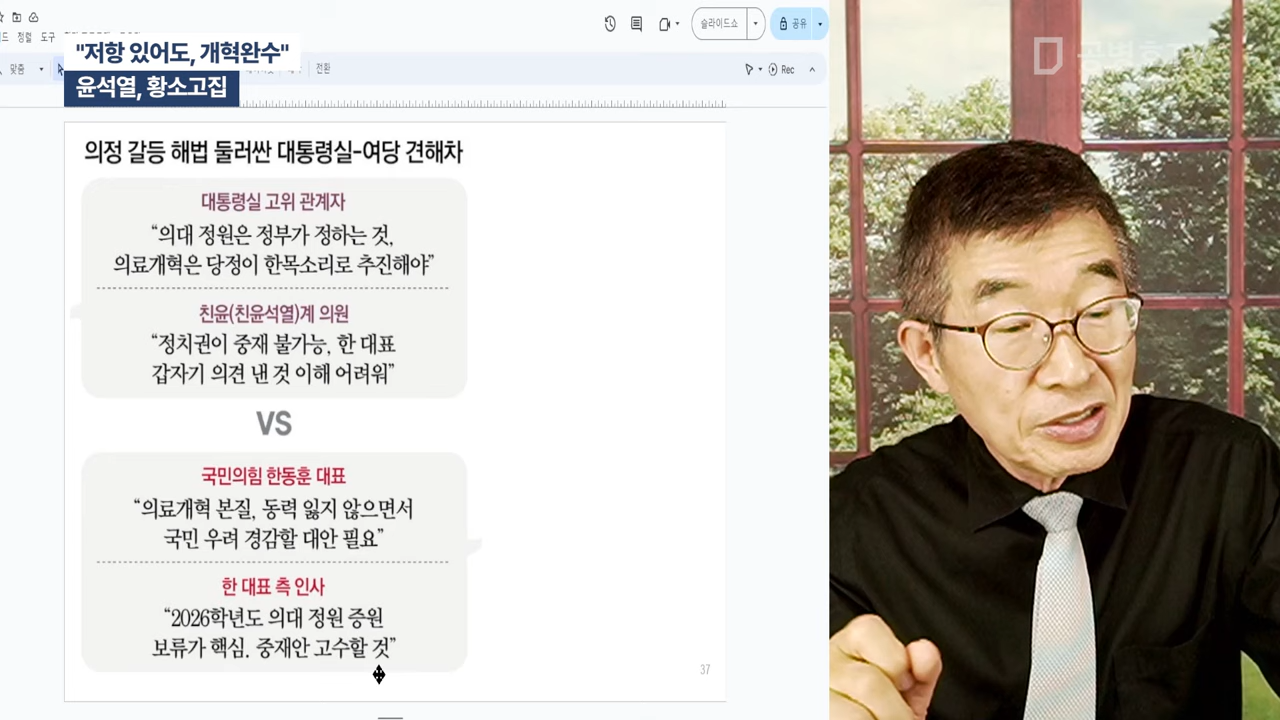 정렬 도구
슬라이드쇼
공유
"저항 있어도, 개혁완수"
윤석열, 황소고집
맞춤
전환
Rec
의정 갈등 해법 둘러싼 대통령실-여당 견해차
대통령실 고위 관계자
“의대 정원은 정부가 정하는 것,
의료개혁은 당정이 한목소리로 추진해야”
친윤(친윤석열)계 의원
“정치권이 중재 불가능, 한 대표
갑자기 의견 낸 것 이해 어려워”
VS
국민의힘 한동훈 대표
“의료개혁 본질, 동력 잃지 않으면서
국민 우려 경감할 대안 필요”
한 대표 측 인사
“2026학년도 의대 정원 증원
보류가 핵심. 중재안 고수할 것”
37